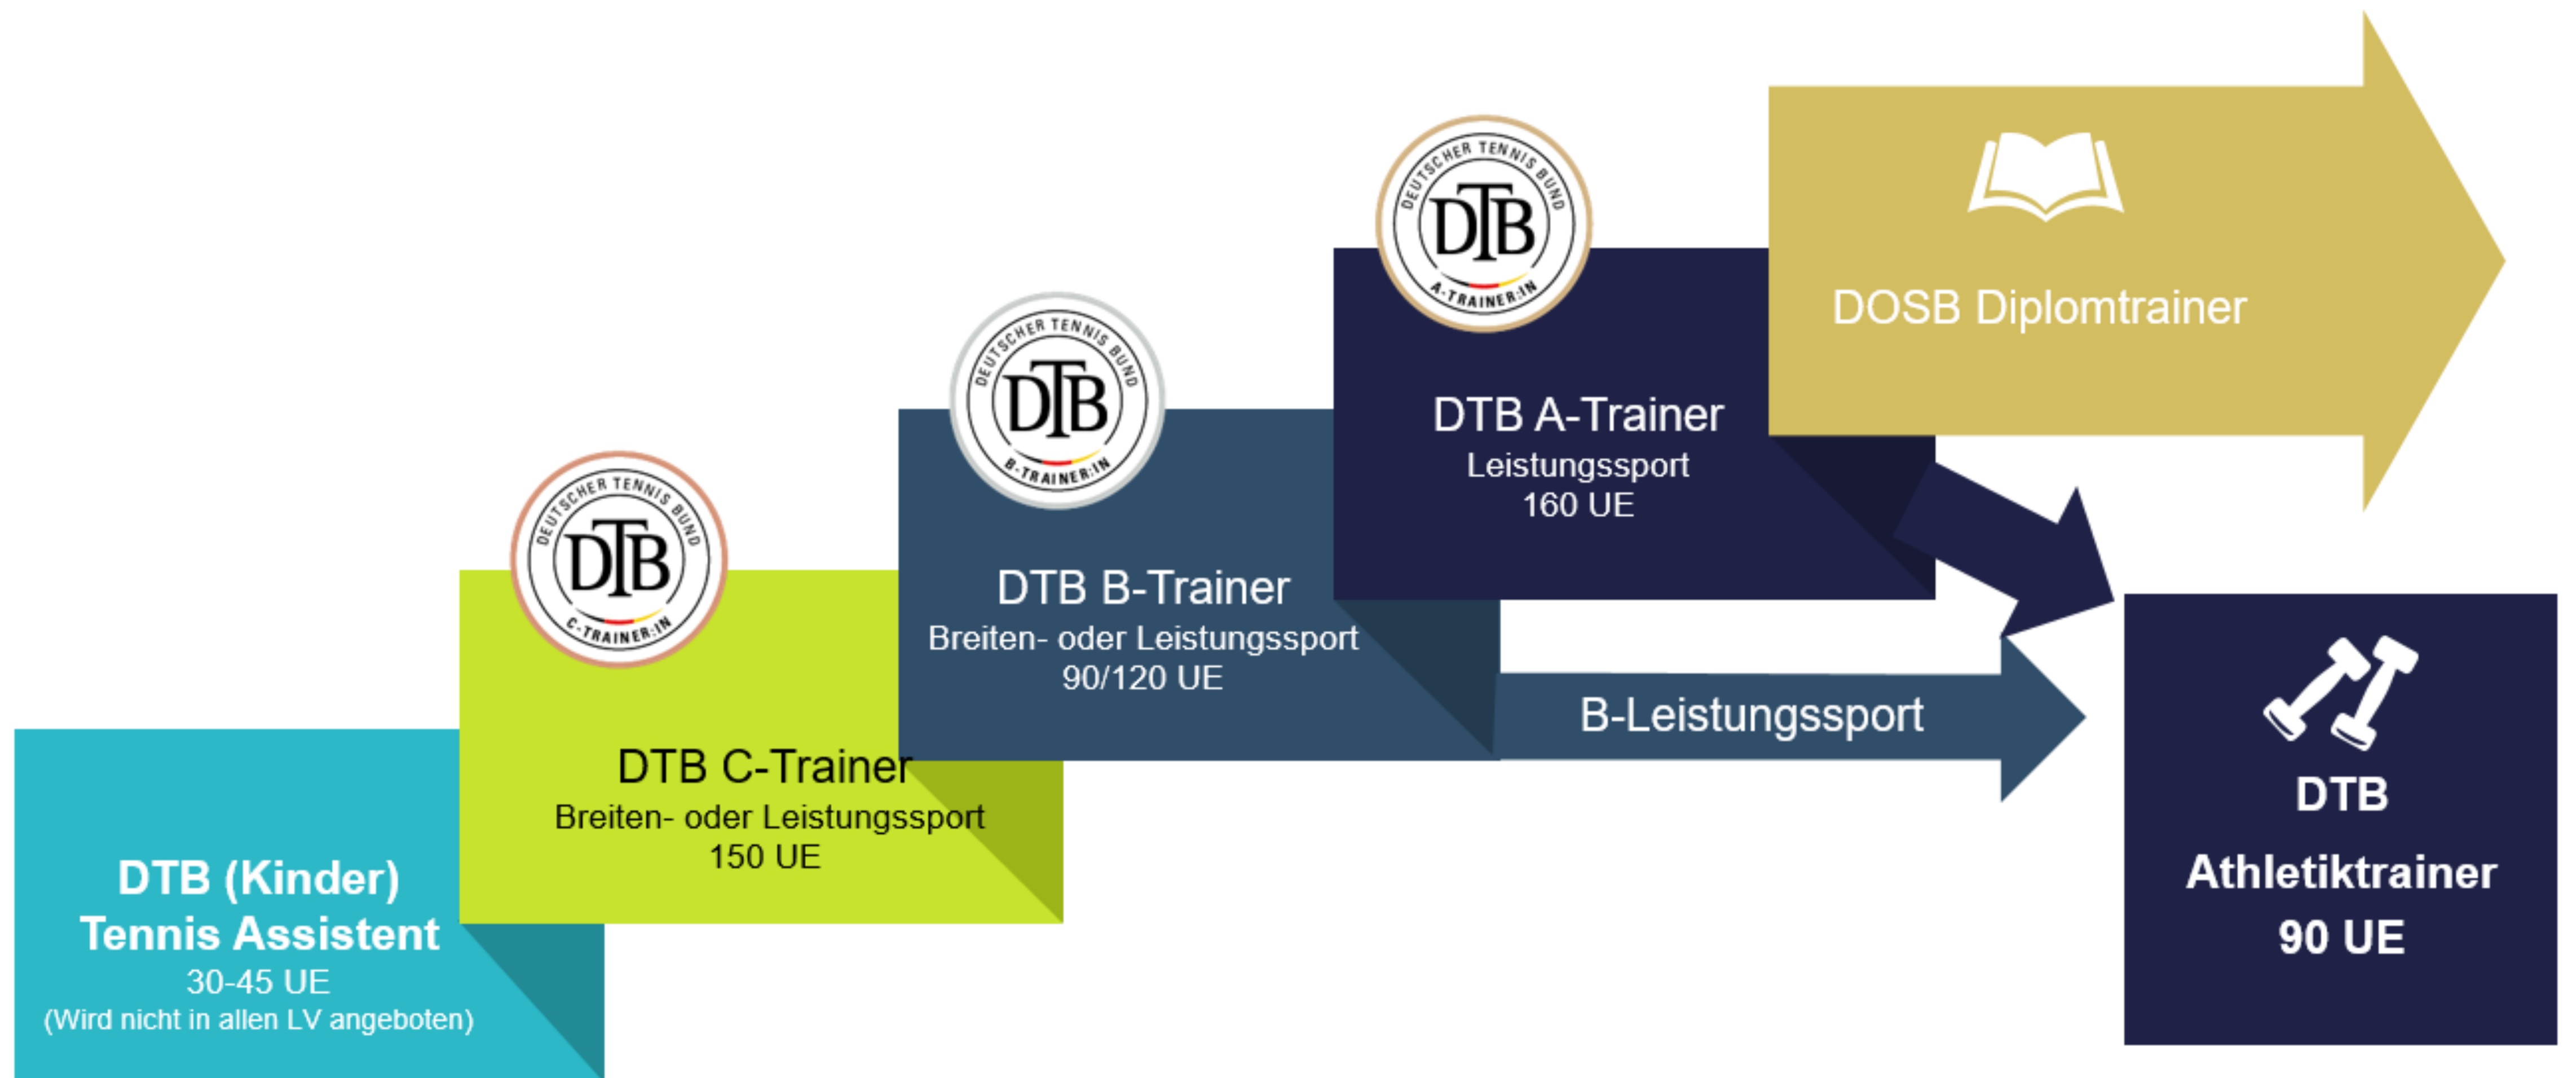 DTB (Kinder)
Tennis Assistent
30-45 UE
(Wird nicht in allen LV angeboten)
DEUTSCHER TENNIS BUND
DTB
C-TRAINER:IN
DTB C-Trainer
Breiten- oder Leistungssport
150 UE
DEUTSCHER TENNIS BUND
DTB
B-TRAINER:IN
DTB B-Trainer
Breiten- oder Leistungssport
90/120 UE
DEUTSCHER TENNIS BUND
DTB
A-TRAINER:IN
DTB A-Trainer
Leistungssport
160 UE
DOSB Diplomtrainer
B-Leistungssport
DTB
Athletiktrainer
90 UE